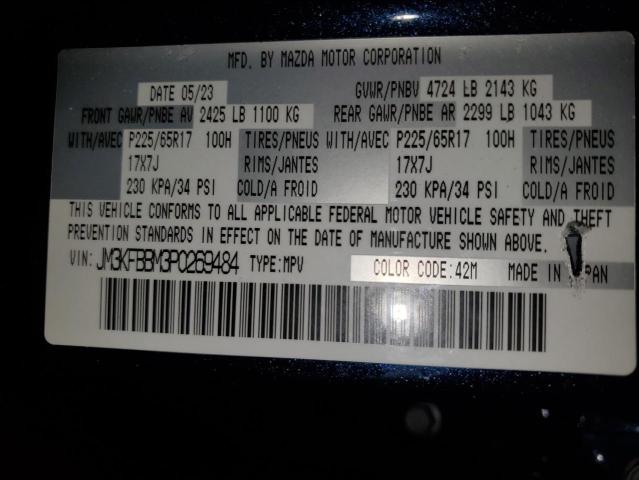 MFD. BY MAZDA MOTOR CORPORATION
DATE 05/23 GVWR/PNBV 4724 LB 2143 KG
FRONT GAWR/PNBE AV 2425 LB 1100 KG REAR GAWR/PNBE AR 2299 LB 1043 KG
WITH/AVEC P225/65R17 100H TIRES/PNEUS WITH/AVEC P225/65R17 100H TIRES/PNEUS
17X7J RIMS/JANTES 17X7J RIMS/JANTES
230 KPA/34 PSI COLD/A FROID 230 KPA/34 PSI COLD/A FROID
THIS VEHICLE CONFORMS TO ALL APPLICABLE FEDERAL MOTOR VEHICLE SAFETY AND THEFT
PREVENTION STANDARDS IN EFFECT ON THE DATE OF MANUFACTURE SHOWN ABOVE.
VIN: JM3KFBBM3P0269484 TYPE:MPV COLOR CODE:42M MADE IN PAN